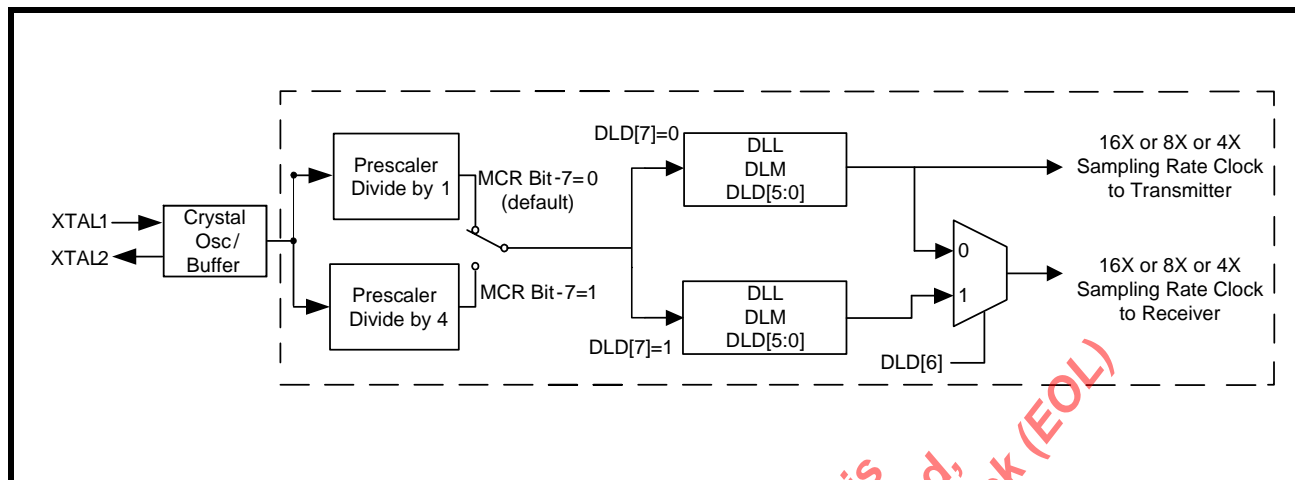 XTAL1
XTAL2
Crystal
Osc/
Buffer
Prescaler
Divide by 1
Prescaler
Divide by 4
MCR Bit-7=0
(default)
MCR Bit-7=1
DLD[7]=0
DLL
DLM
DLD[5:0]
DLD[7]=1
DLL
DLM
DLD[5:0]
0
1
DLD[6]
16X or 8X or 4X
Sampling Rate Clock
to Transmitter
16X or 8X or 4X
Sampling Rate Clock
to Receiver
is
d,
k (EOL)